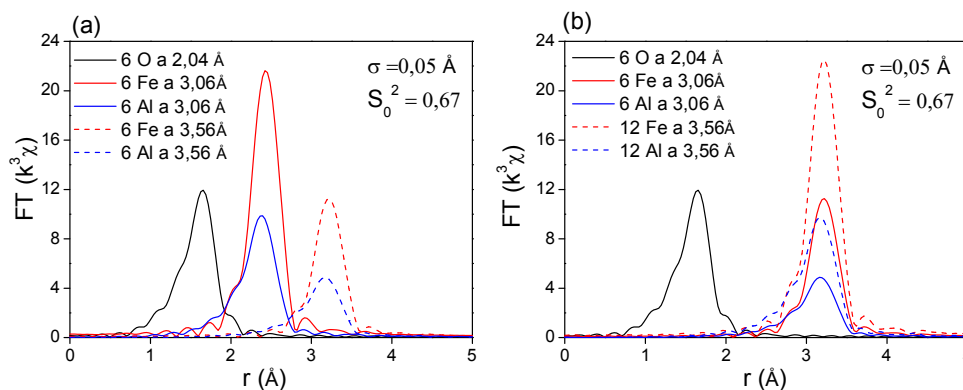 (a)
6 O a 2,04 Å
6 Fe a 3,06Å
6 Al a 3,06 Å
6 Fe a 3,56Å
6 Al a 3,56 Å
σ =0,05 Å
S₀² = 0,67
FT (k³χ)
24
20
16
12
8
4
0
0 1 2 3 4 5
r (Å)
(b)
6 O a 2,04Å
6 Fe a 3,06Å
6 Al a 3,06 Å
12 Fe a 3,56Å
12 Al a 3,56 Å
σ =0,05 Å
S₀² = 0,67
FT (k³χ)
24
20
16
12
8
4
0
0 1 2 3 4
r (Å)